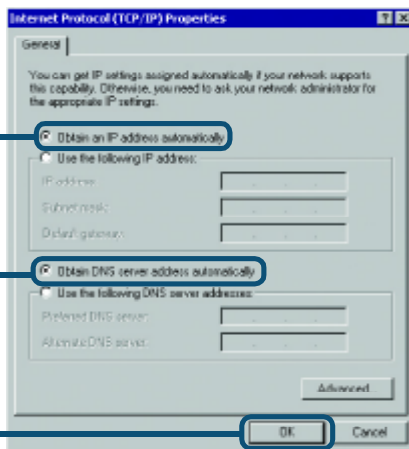 Internet Protocol (TCP/IP) Properties
General
You can get IP settings assigned automatically if your network supports
this capability. Otherwise, you need to ask your network administrator for
the appropriate IP settings.
Obtain an IP address automatically
Use the following IP address:
IP address:
Subnet mask:
Default gateway:
Obtain DNS server address automatically
Use the following DNS server addresses:
Preferred DNS server:
Alternate DNS server:
Advanced...
OK
Cancel